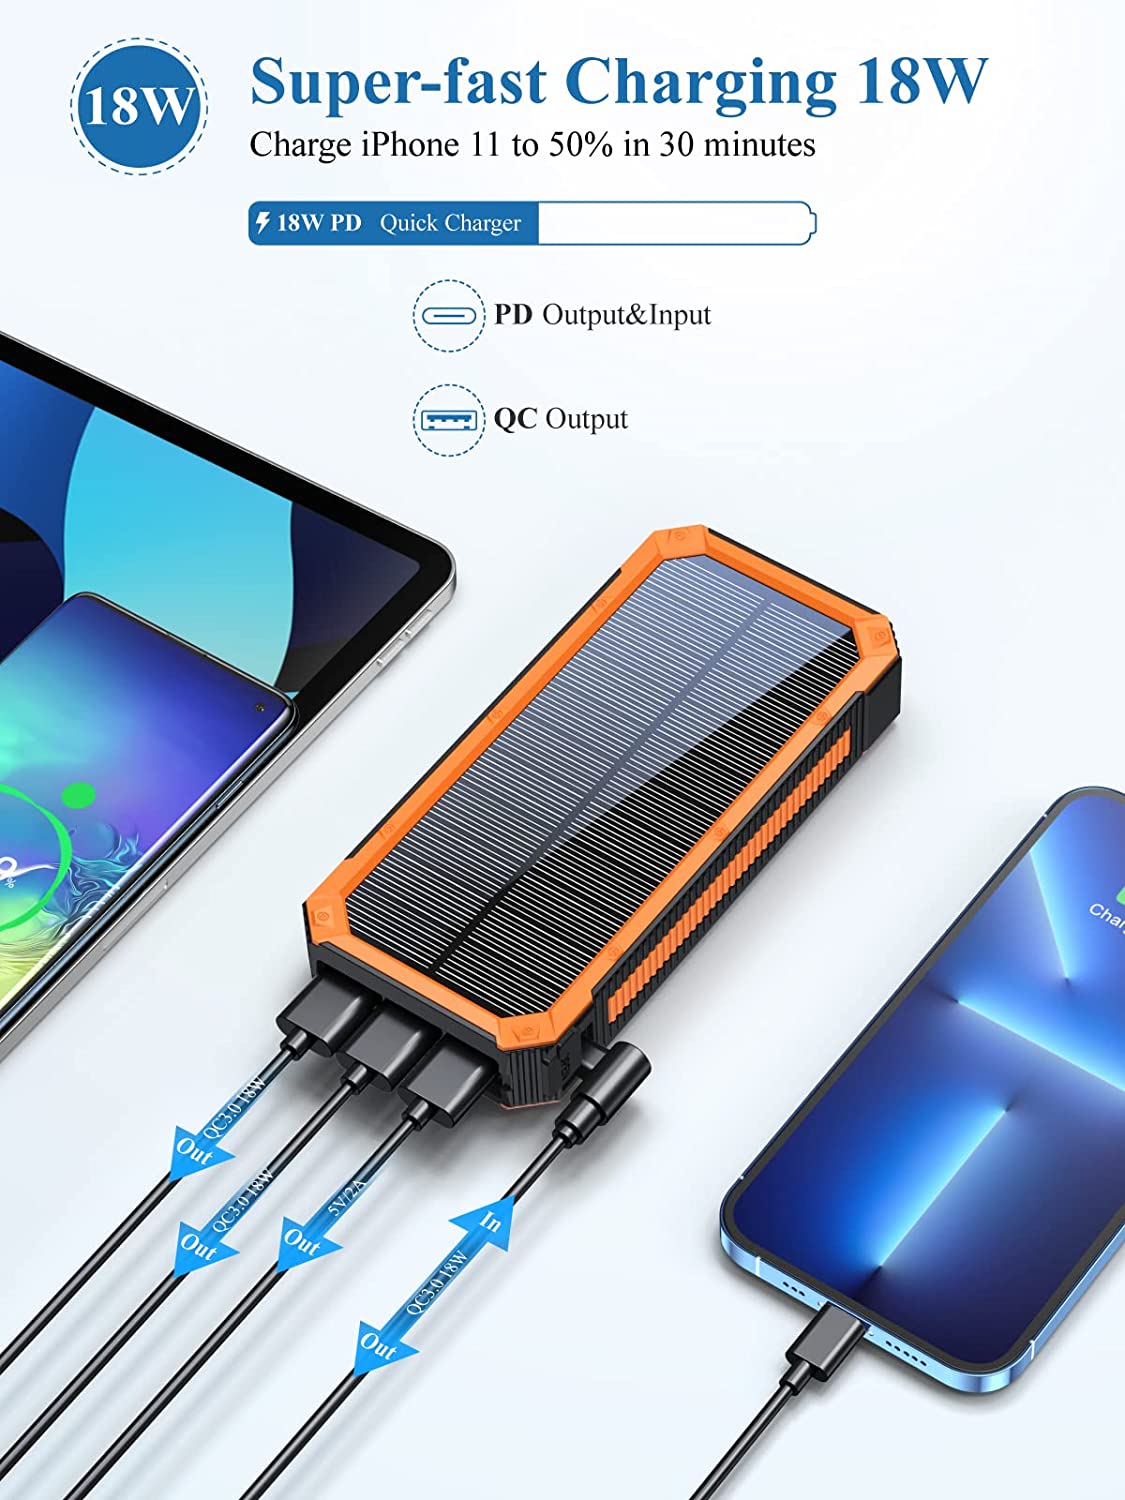 18W
Super-fast Charging 18W
Charge iPhone 11 to 50% in 30 minutes
18W PD Quick Charger
PD Output&Input
QC Output
QC3.0 18W
Out
QC3.0 18W
Out
5V/2A
Out
In
QC3.0 18W
Out